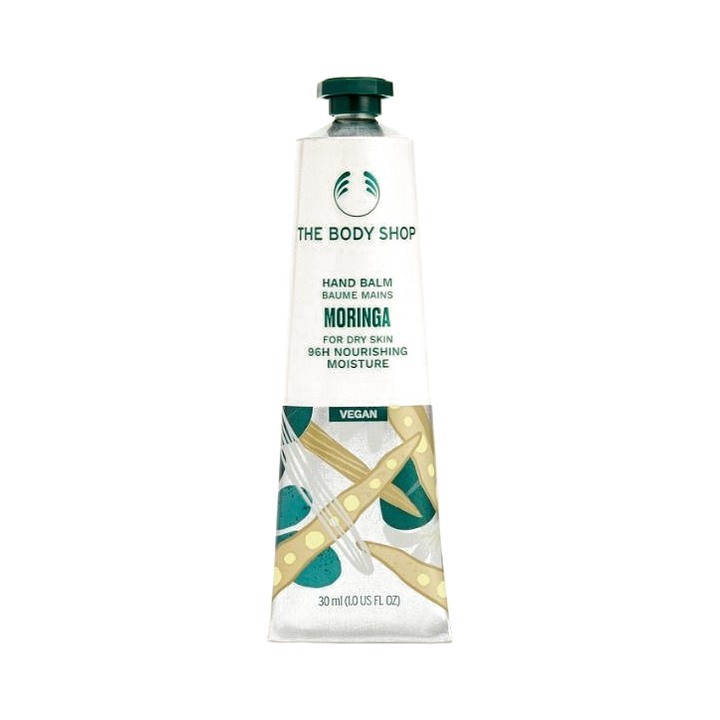 THE BODY SHOP
HAND BALM
BAUME MAINS
MORINGA
FOR DRY SKIN
96H NOURISHING
MOISTURE
VEGAN
30 ml (1.0 US FL OZ)